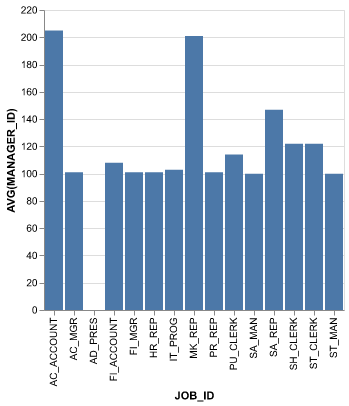 220
200
180
160
140
120
100
80
60
40
20
0
AVG(MANAGER_ID)
AC_ACCOUNT
AC_MGR
AD_PRES
FI_ACCOUNT
FI_MGR
HR_REP
IT_PROG
MK_REP
PR_REP
PU_CLERK
SA_MAN
SA_REP
SH_CLERK
ST_CLERK
ST_MAN
JOB_ID